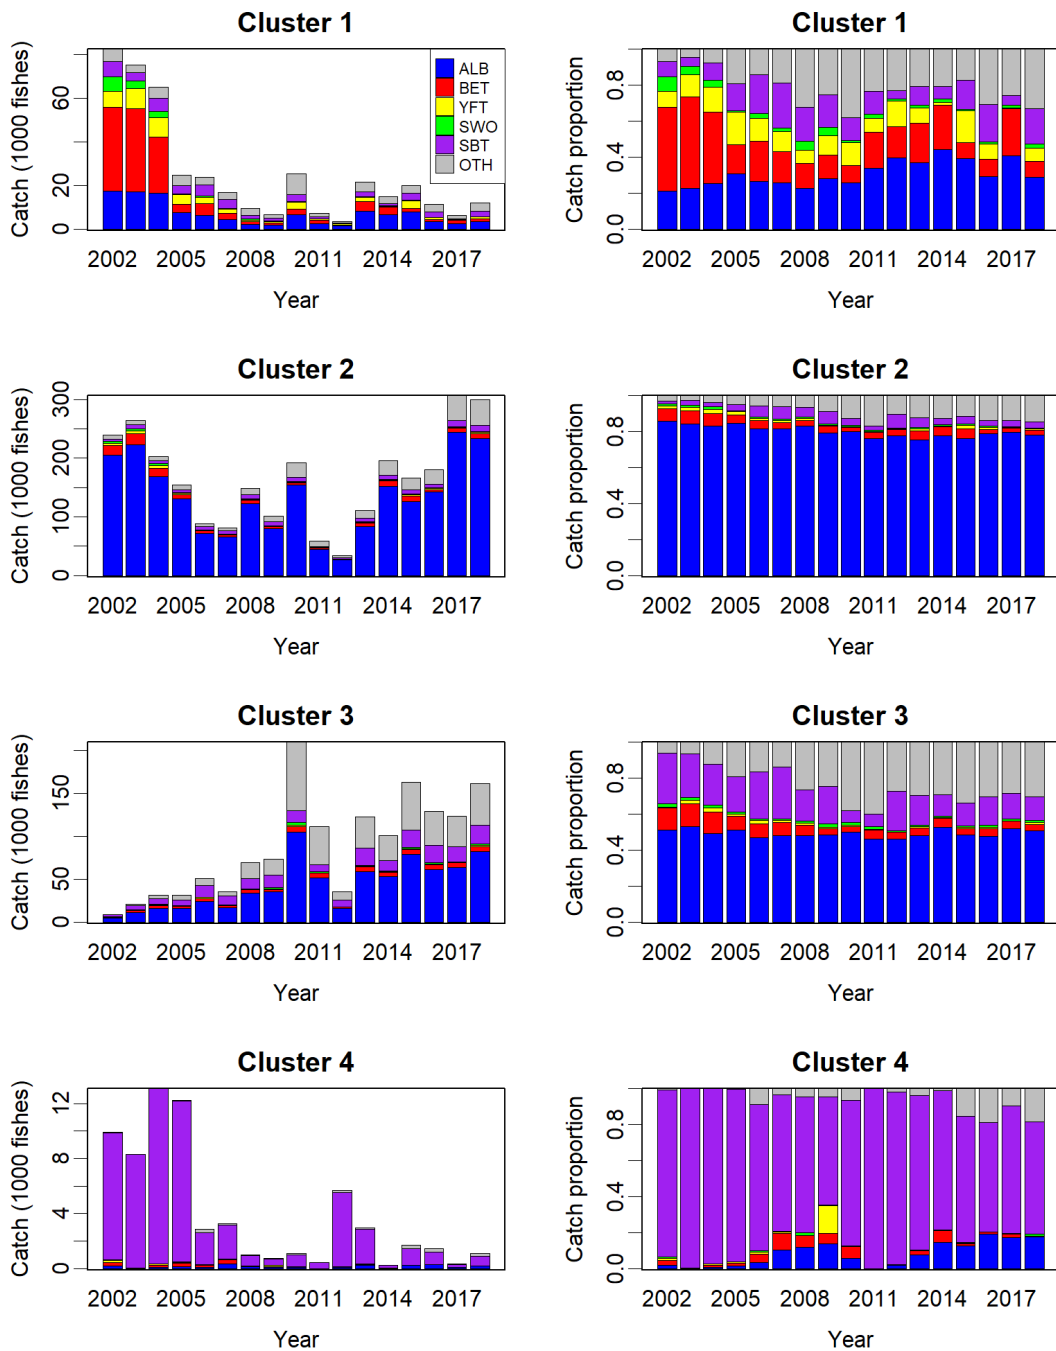 Cluster 1
Catch (1000 fishes)
60
20
0
ALB
BET
YFT
SWO
SBT
OTH
2002 2005 2008 2011 2014 2017
Year
Cluster 1
Catch proportion
0.8
0.4
0.0
2002 2005 2008 2011 2014 2017
Year
Cluster 2
Catch (1000 fishes)
300
100
0
2002 2005 2008 2011 2014 2017
Year
Cluster 2
Catch proportion
0.8
0.4
0.0
2002 2005 2008 2011 2014 2017
Year
Cluster 3
Catch (1000 fishes)
150
50
0
2002 2005 2008 2011 2014 2017
Year
Cluster 3
Catch proportion
0.8
0.4
0.0
2002 2005 2008 2011 2014 2017
Year
Cluster 4
Catch (1000 fishes)
12
8
4
0
2002 2005 2008 2011 2014 2017
Year
Cluster 4
Catch proportion
0.8
0.4
0.0
2002 2005 2008 2011 2014 2017
Year